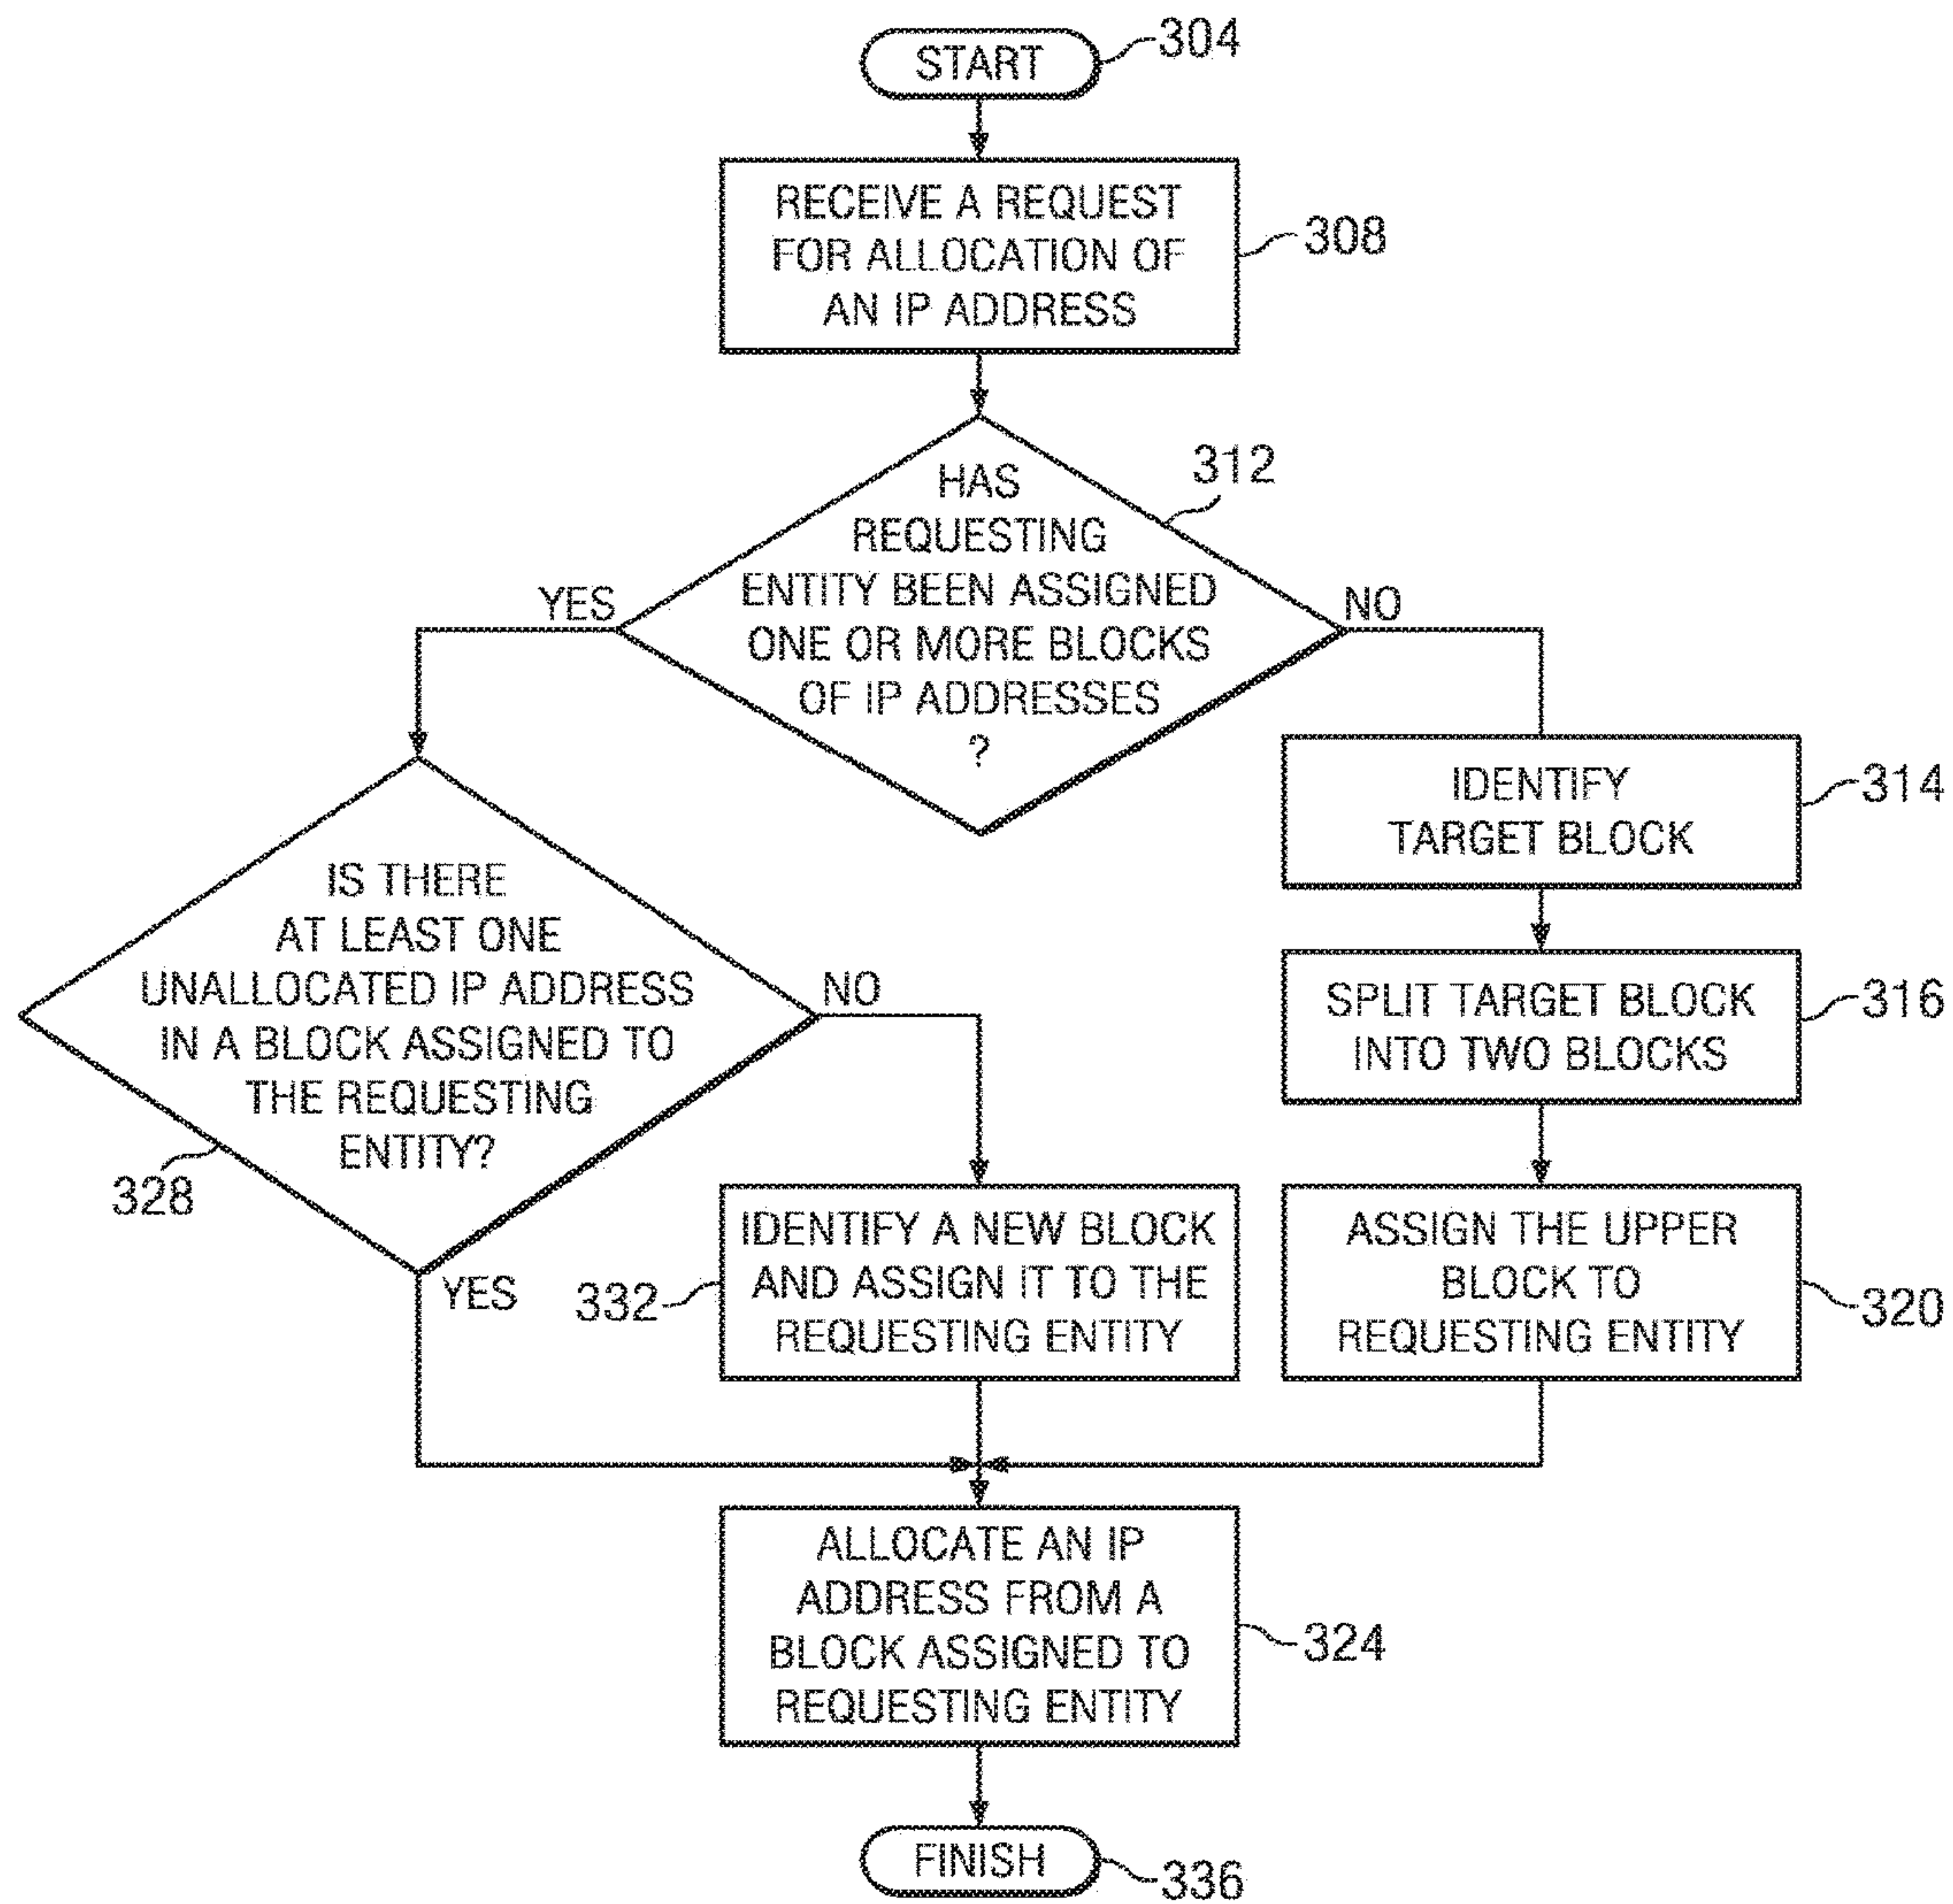 START
304
RECEIVE A REQUEST
FOR ALLOCATION OF
AN IP ADDRESS
308
HAS
REQUESTING
ENTITY BEEN ASSIGNED
ONE OR MORE BLOCKS
OF IP ADDRESSES
?
312
YES
NO
IDENTIFY
TARGET BLOCK
314
SPLIT TARGET BLOCK
INTO TWO BLOCKS
316
ASSIGN THE UPPER
BLOCK TO
REQUESTING ENTITY
320
IS THERE
AT LEAST ONE
UNALLOCATED IP ADDRESS
IN A BLOCK ASSIGNED TO
THE REQUESTING
ENTITY?
328
NO
YES
IDENTIFY A NEW BLOCK
AND ASSIGN IT TO THE
REQUESTING ENTITY
332
ALLOCATE AN IP
ADDRESS FROM A
BLOCK ASSIGNED TO
REQUESTING ENTITY
324
FINISH
336